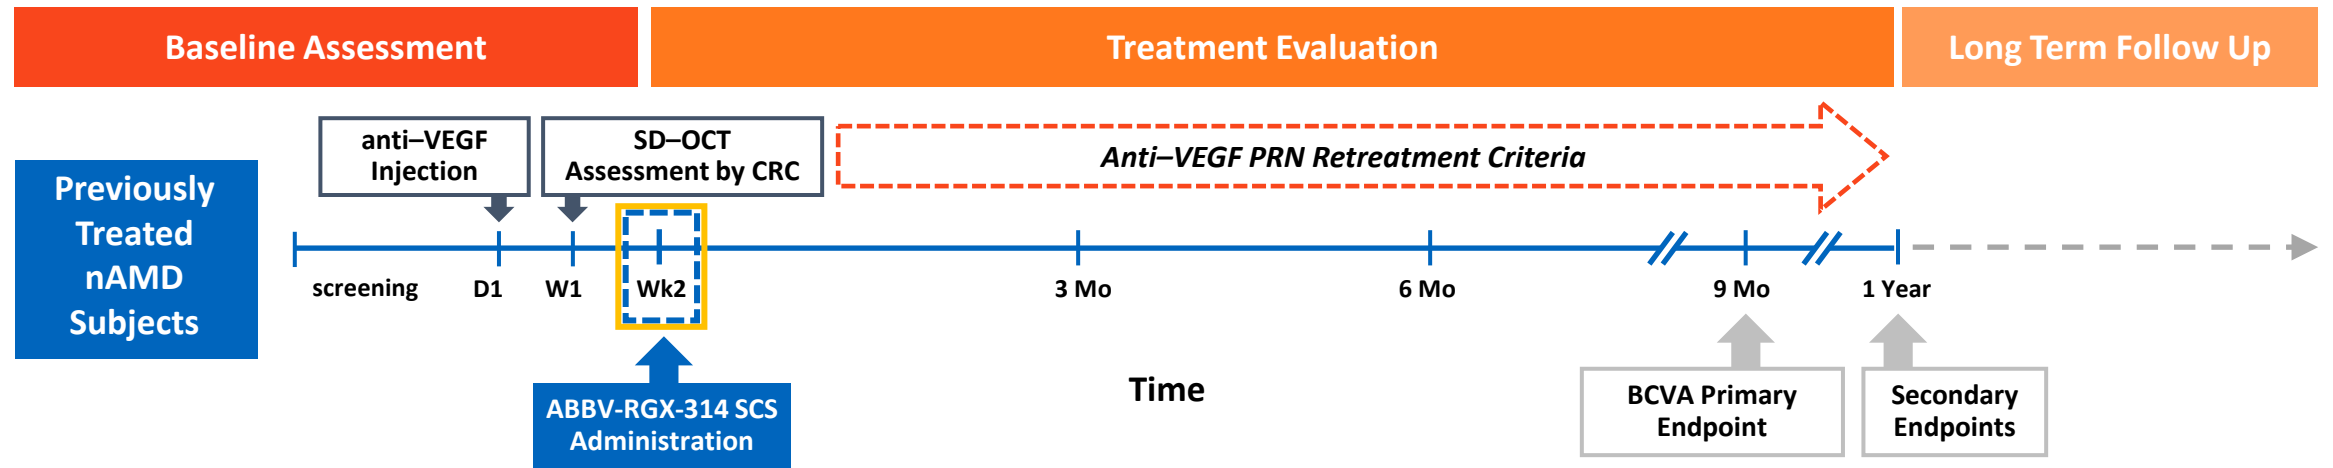 Baseline Assessment
Treatment Evaluation
Long Term Follow Up
anti–VEGF
Injection
SD–OCT
Assessment by CRC
Anti–VEGF PRN Retreatment Criteria
Previously
Treated
nAMD
Subjects
screening
D1
W1
Wk2
3 Mo
6 Mo
9 Mo
1 Year
ABBV-RGX-314 SCS
Administration
Time
BCVA Primary
Endpoint
Secondary
Endpoints